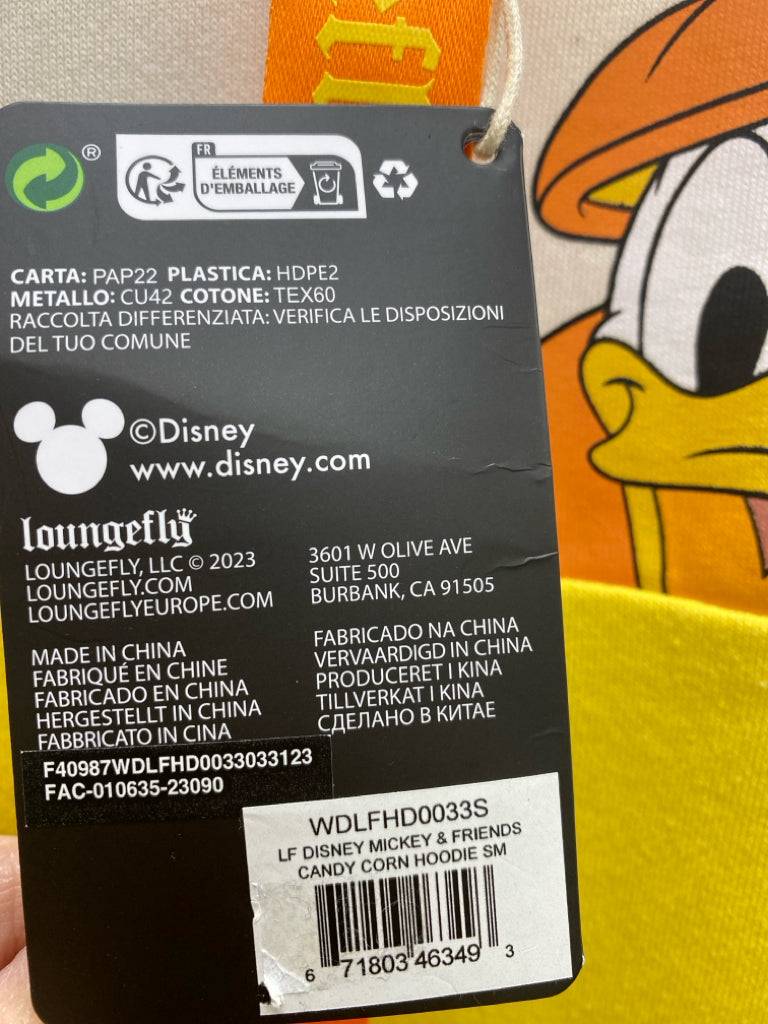 ®
FR
ÉLÉMENTS
D'EMBALLAGE
CARTA: PAP22 PLASTICA: HDPE2
METALLO: CU42 COTONE: TEX60
RACCOLTA DIFFERENZIATA: VERIFICA LE DISPOSIZIONI
DEL TUO COMUNE
©Disney
www.disney.com
loungefly
LOUNGEFLY, LLC © 2023
LOUNGEFLY.COM
LOUNGEFLYEUROPE.COM
3601 W OLIVE AVE
SUITE 500
BURBANK, CA 91505
MADE IN CHINA
FABRIQUÉ EN CHINE
FABRICADO EN CHINA
HERGESTELLT IN CHINA
FABBRICATO IN CINA
FABRICADO NA CHINA
VERVAARDIGD IN CHINA
PRODUCERET I KINA
TILLVERKAT I KINA
СДЕЛАНО В КИТАЕ
F40987WDLFHD0033033123
FAC-010635-23090
WDLFHD0033S
LF DISNEY MICKEY & FRIENDS
CANDY CORN HOODIE SM
6 71803 46349 3